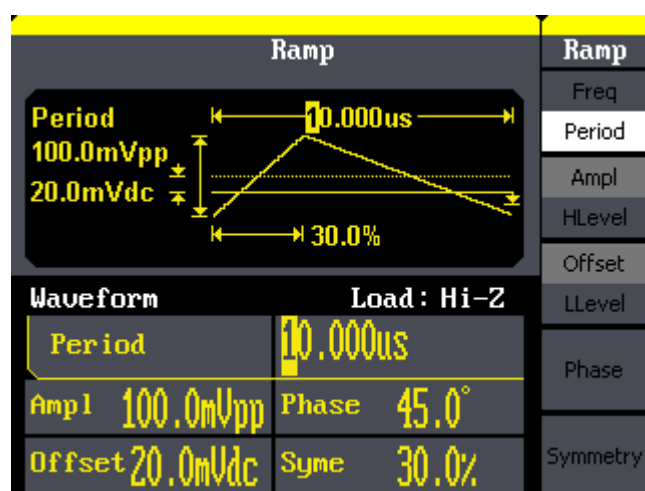 Ramp
Period 10.000us
100.0mVpp
20.0mVdc
30.0%
Waveform Load: Hi-Z
Period 10.000us
Ampl 100.0mVpp Phase 45.0°
Offset 20.0mVdc Syme 30.0%
Ramp
Freq
Period
Ampl
HLevel
Offset
LLevel
Phase
Symmetry